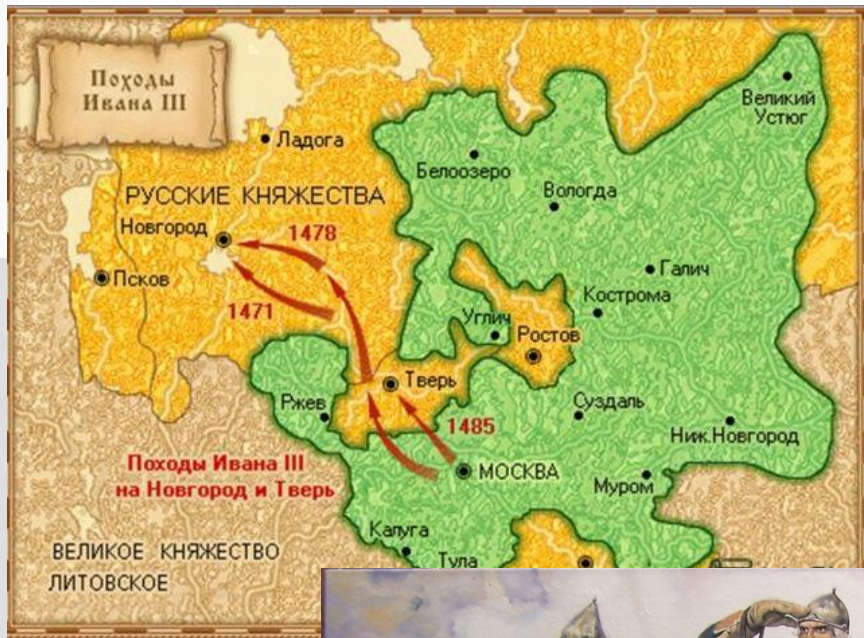 Походы
Ивана III
Великий
Устюг
Ладога
Белоозеро
Вологда
РУССКИЕ КНЯЖЕСТВА
Новгород
1478
Псков
Галич
Кострома
1471
Углич
Ростов
Тверь
Ржев
Суздаль
1485
Ниж.Новгород
Походы Ивана III
на Новгород и Тверь
МОСКВА
Муром
Калуга
Тула
ВЕЛИКОЕ КНЯЖЕСТВО
ЛИТОВСКОЕ